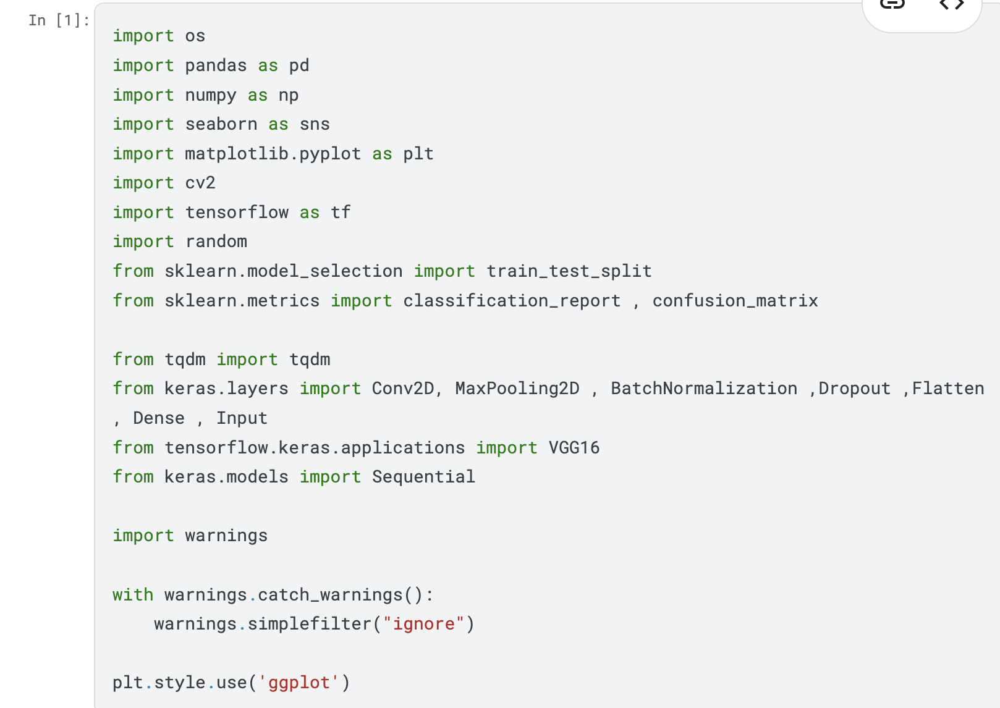 In [1]:
import os
import pandas as pd
import numpy as np
import seaborn as sns
import matplotlib.pyplot as plt
import cv2
import tensorflow as tf
import random
from sklearn.model_selection import train_test_split
from sklearn.metrics import classification_report , confusion_matrix
from tqdm import tqdm
from keras.layers import Conv2D, MaxPooling2D , BatchNormalization ,Dropout ,Flatten
, Dense , Input
from tensorflow.keras.applications import VGG16
from keras.models import Sequential
import warnings
with warnings.catch_warnings():
    warnings.simplefilter("ignore")
plt.style.use('ggplot')